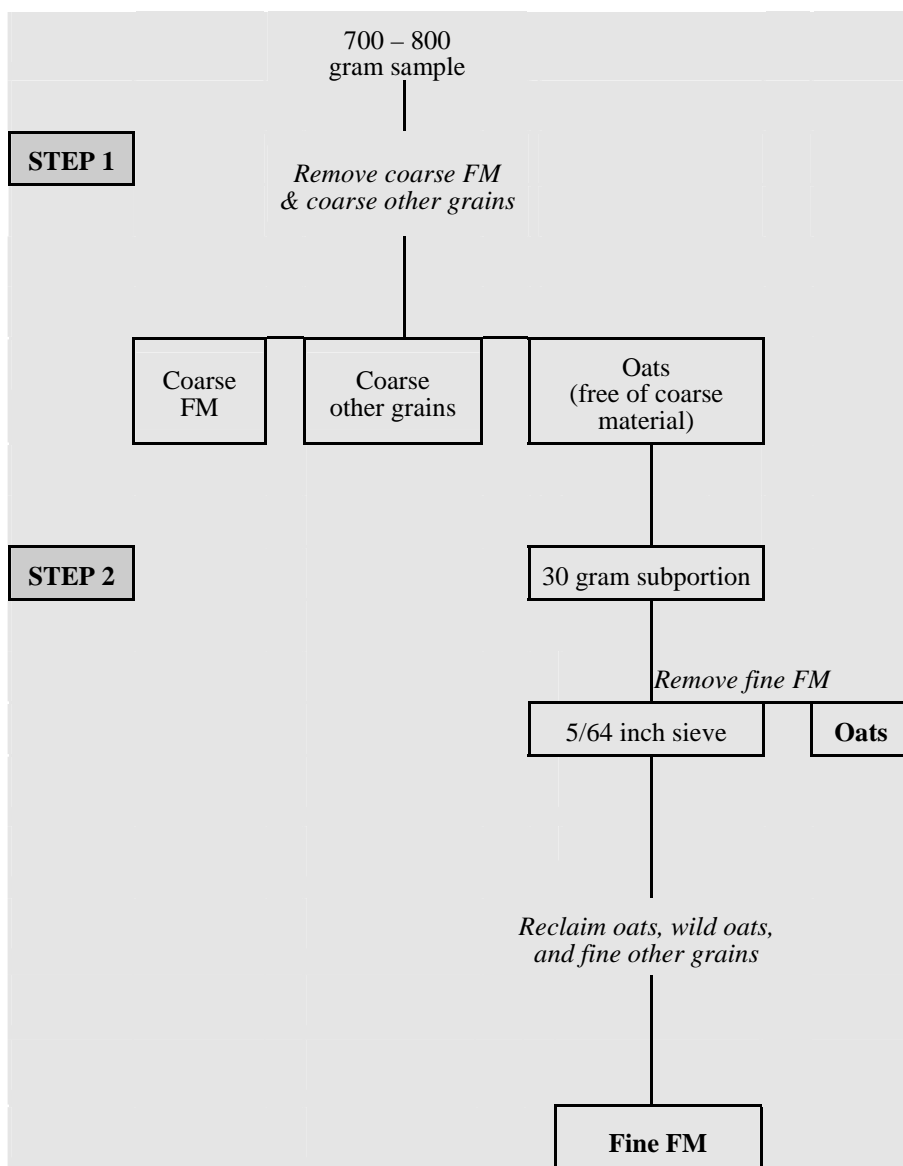 700 – 800
gram sample
STEP 1
Remove coarse FM
& coarse other grains
Coarse
FM
Coarse
other grains
Oats
(free of coarse
material)
STEP 2
30 gram subportion
Remove fine FM
5/64 inch sieve
Oats
Reclaim oats, wild oats,
and fine other grains
Fine FM